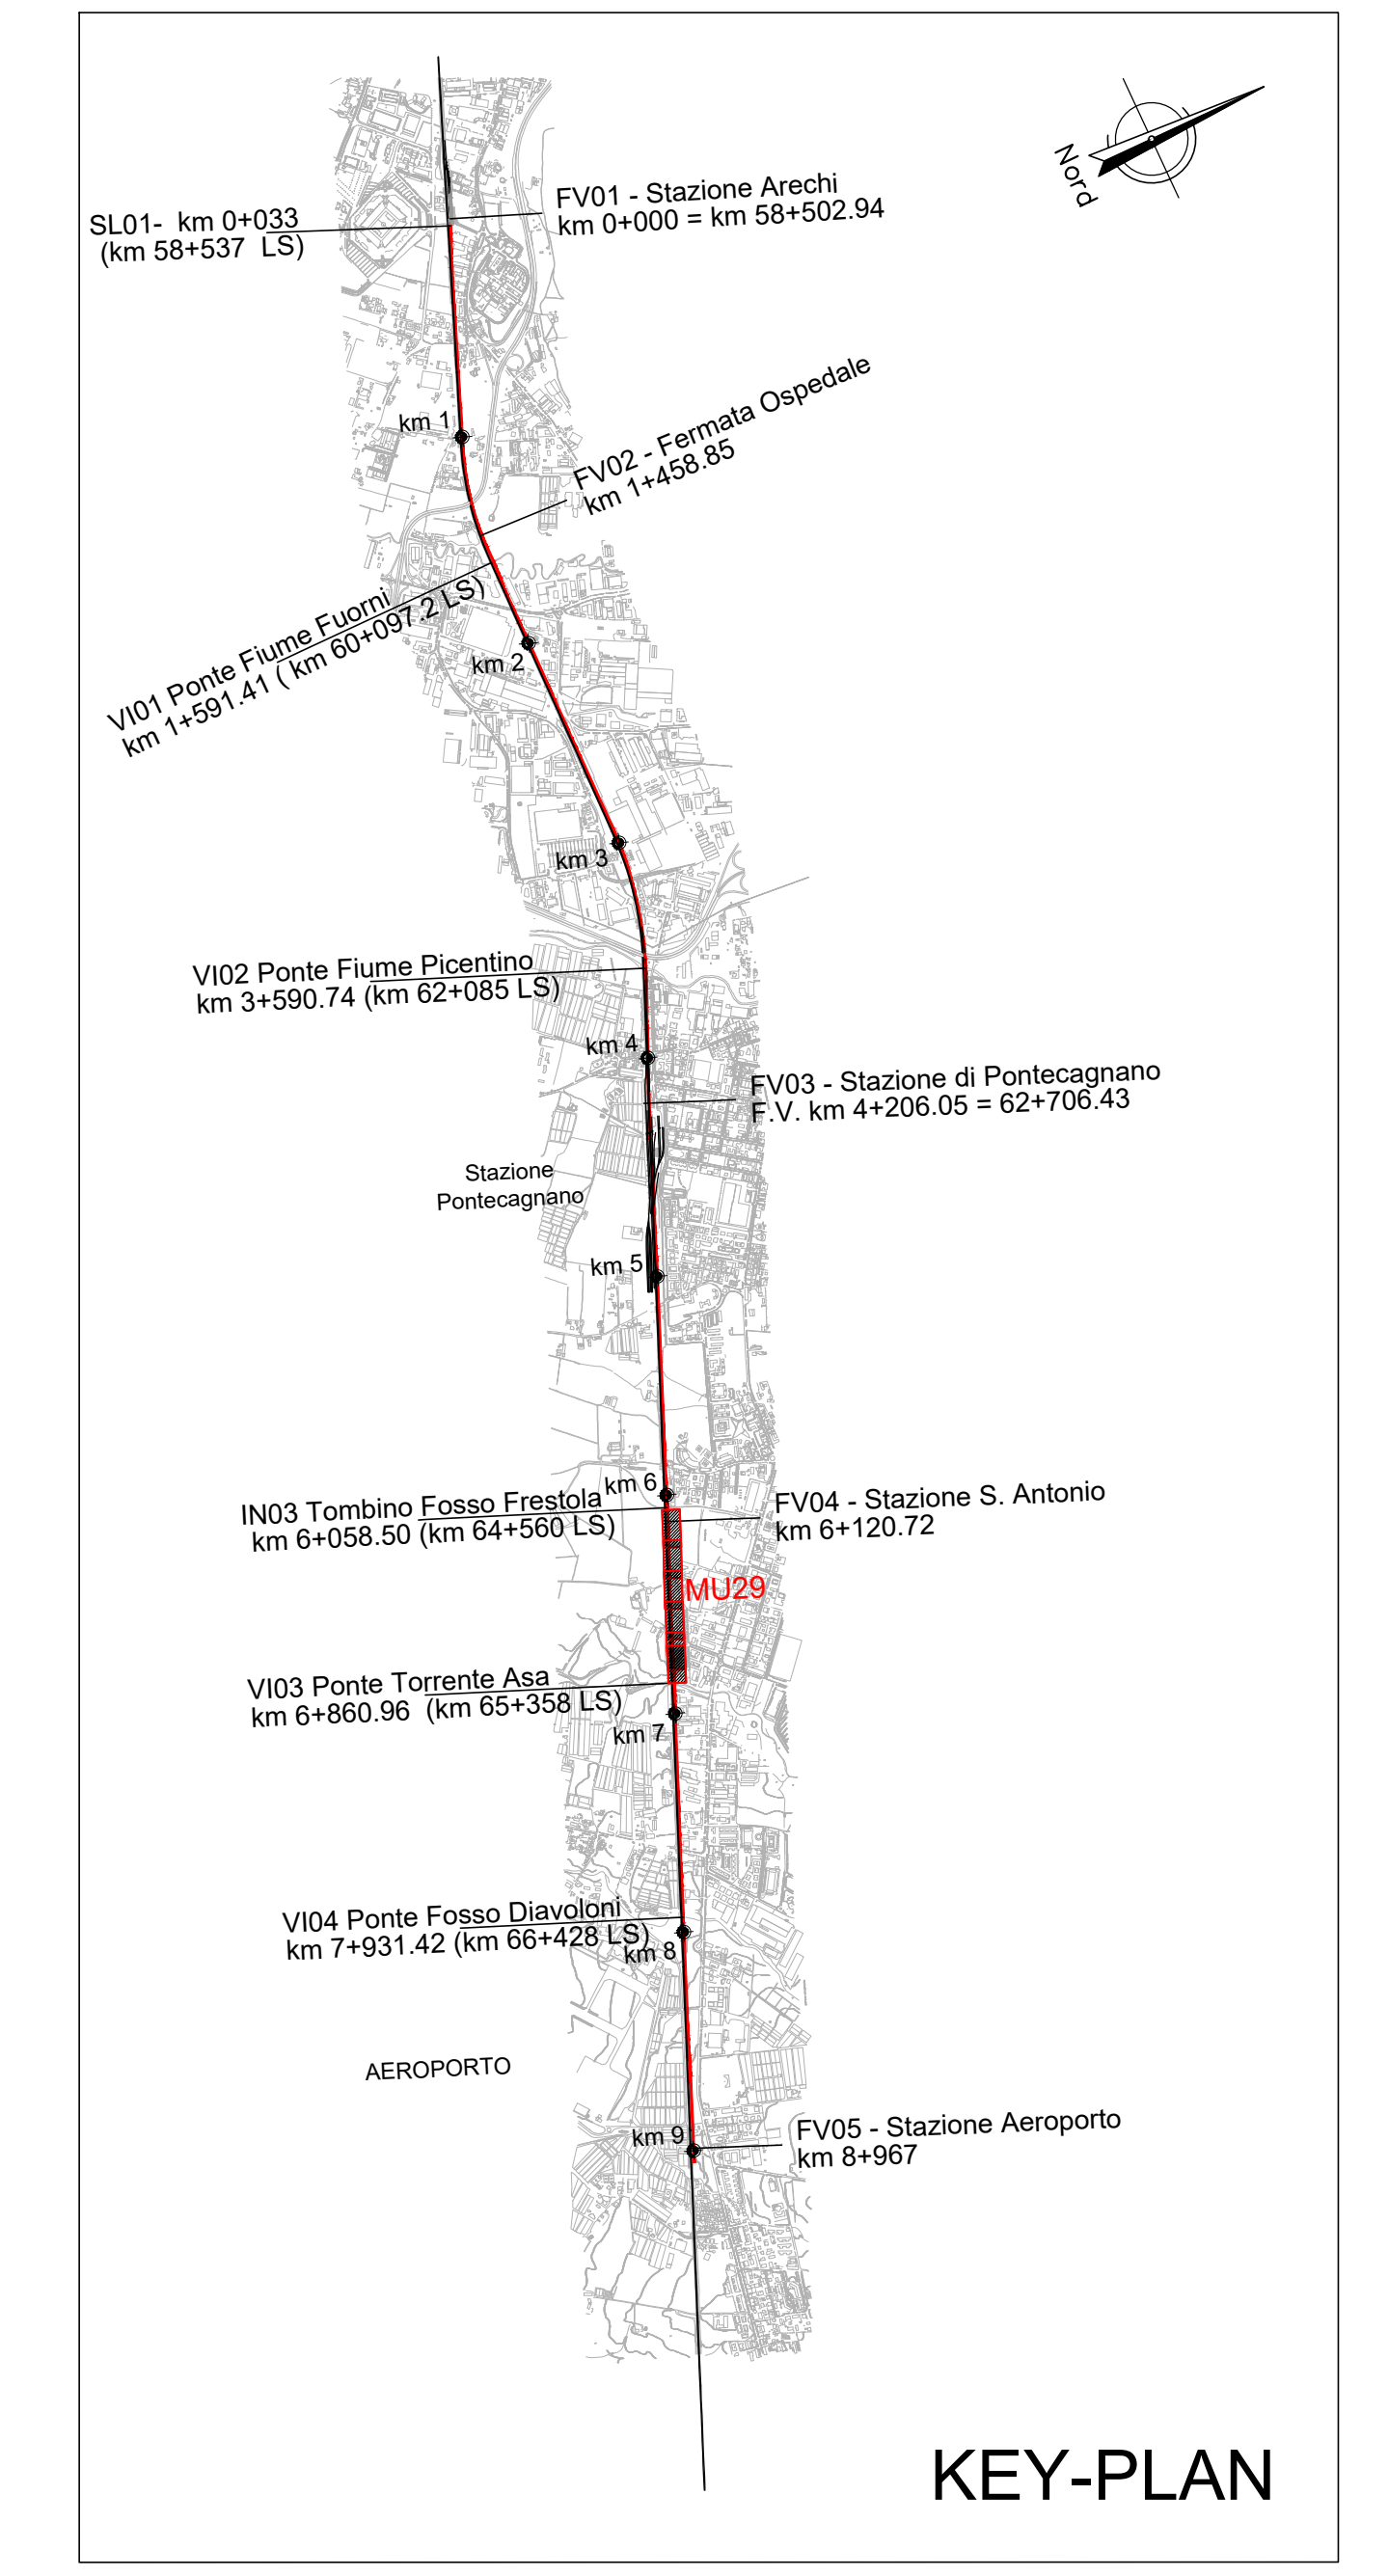 Nord
FV01 - Stazione Arechi
km 0+000 = km 58+502.94
SL01-  km 0+033
(km 58+537  LS)
km 1
FV02 - Fermata Ospedale
km 1+458.85
VI01 Ponte Fiume Fuorni
km 1+591.41 ( km 60+097.2 LS)
km 2
km 3
VI02 Ponte Fiume Picentino
km 3+590.74 (km 62+085 LS)
km 4
FV03 - Stazione di Pontecagnano
F.V. km 4+206.05 = 62+706.43
Stazione
Pontecagnano
km 5
km 6
IN03 Tombino Fosso Frestola
km 6+058.50 (km 64+560 LS)
FV04 - Stazione S. Antonio
km 6+120.72
MU29
VI03 Ponte Torrente Asa
km 6+860.96  (km 65+358 LS)
km 7
VI04 Ponte Fosso Diavoloni
km 7+931.42 (km 66+428 LS)
km 8
AEROPORTO
km 9
FV05 - Stazione Aeroporto
km 8+967
KEY-PLAN